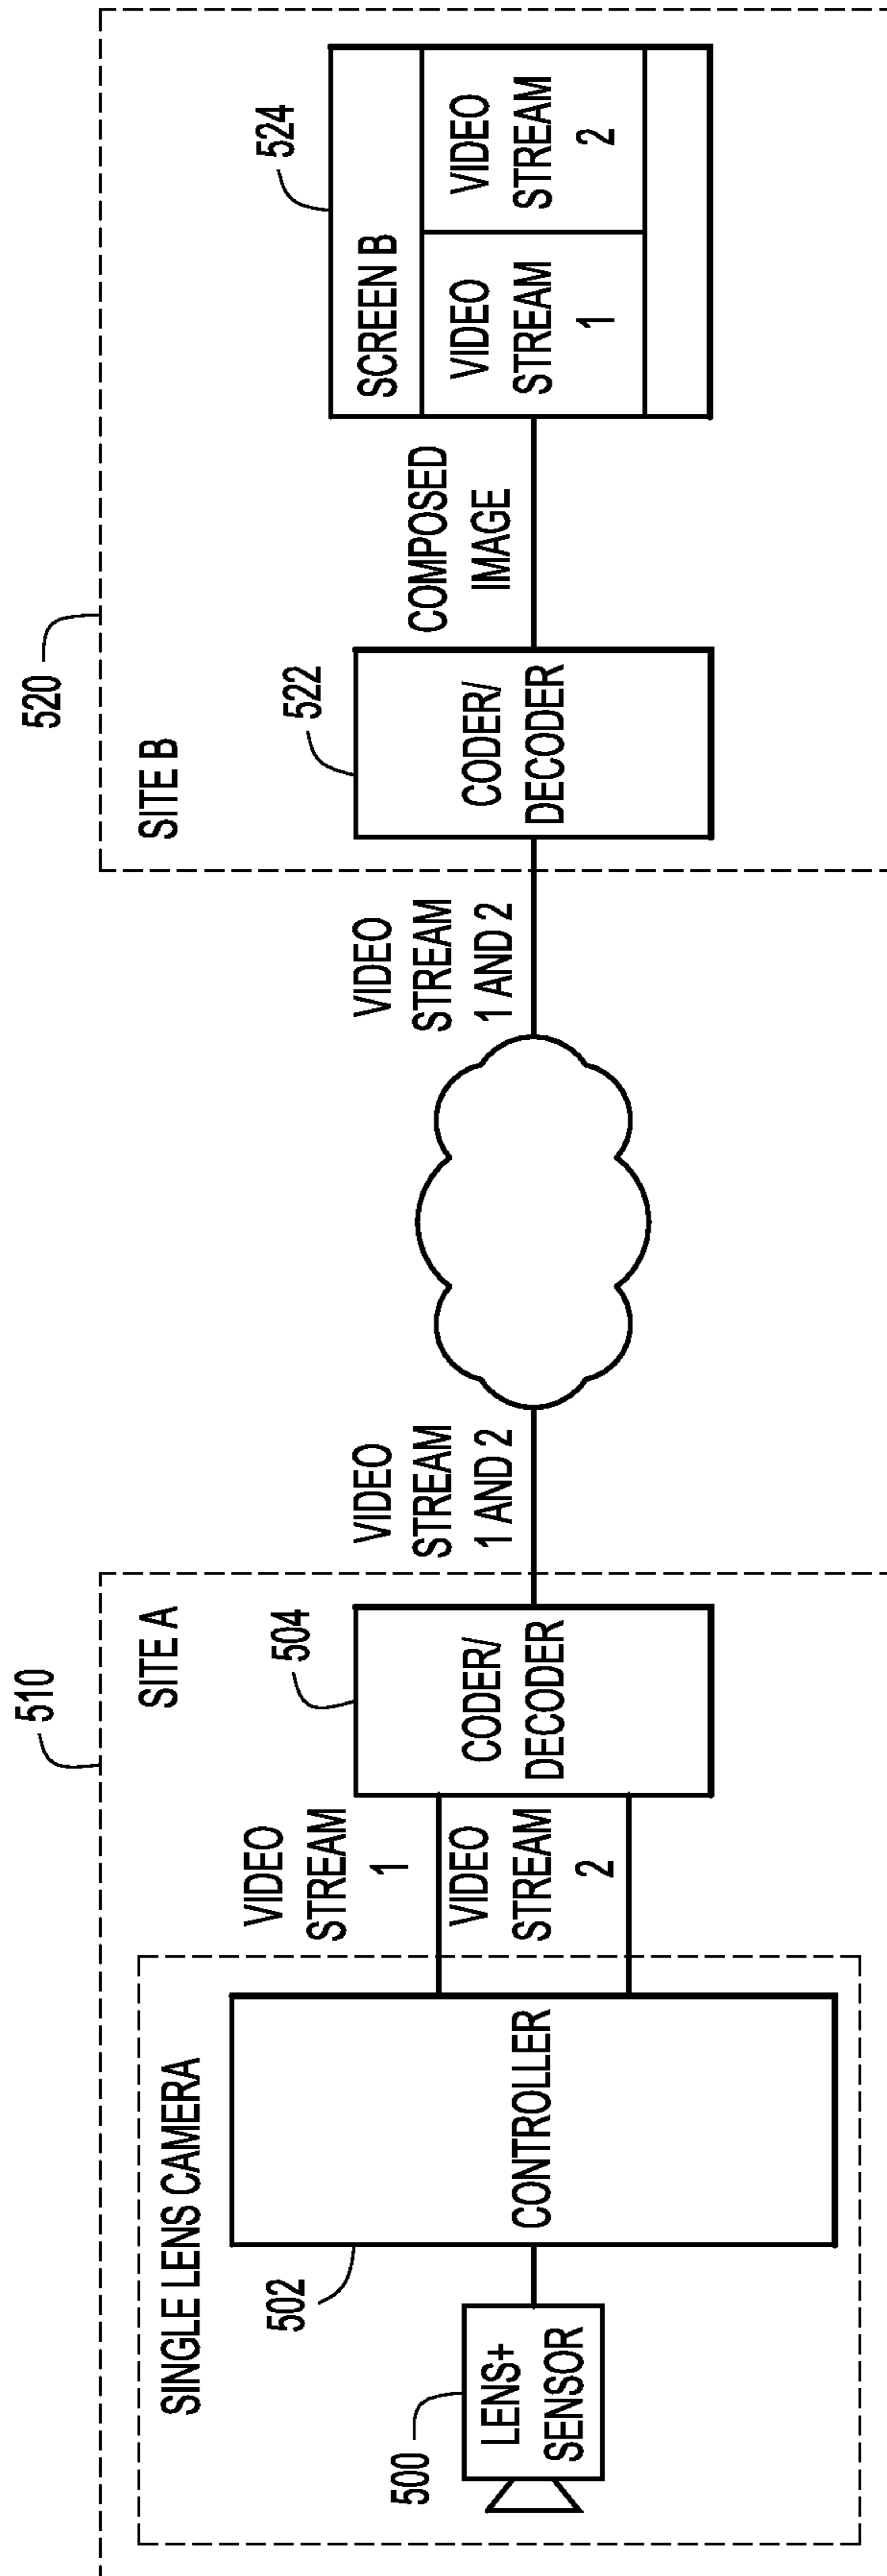 510
SITE A
SINGLE LENS CAMERA
500
LENS+
SENSOR
502
CONTROLLER
VIDEO
STREAM
1
VIDEO
STREAM
2
504
CODER/
DECODER
VIDEO
STREAM
1 AND 2
VIDEO
STREAM
1 AND 2
520
SITE B
522
CODER/
DECODER
COMPOSED
IMAGE
524
SCREEN B
VIDEO
STREAM
1
VIDEO
STREAM
2